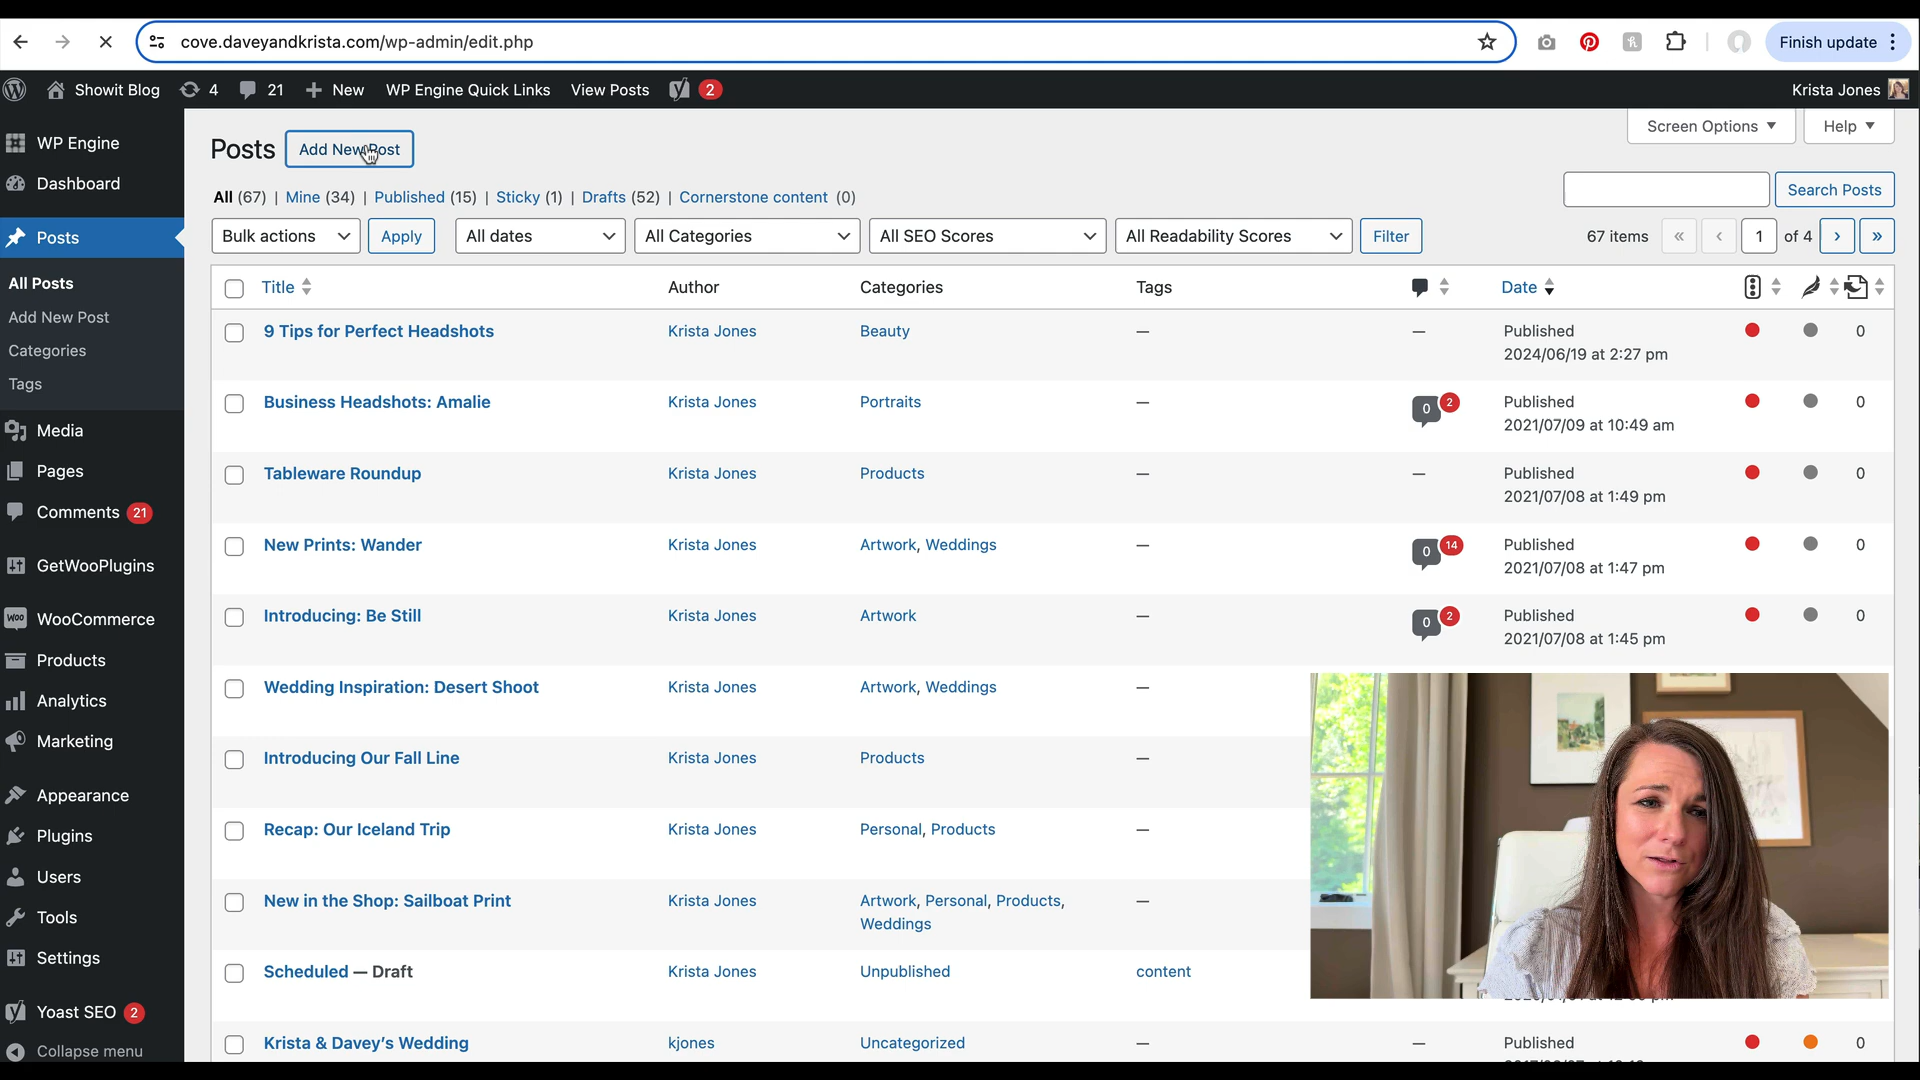 cove.daveyandkrista.com/wp-admin/edit.php
Finish update
Showit Blog 4 21 New WP Engine Quick Links View Posts 2 Krista Jones
WP Engine
Dashboard
Posts
All Posts
Add New Post
Categories
Tags
Media
Pages
Comments 21
GetWooPlugins
WooCommerce
Products
Analytics
Marketing
Appearance
Plugins
Users
Tools
Settings
Yoast SEO 2
Collapse menu
Screen Options Help
Posts Add New Post
All (67) | Mine (34) | Published (15) | Sticky (1) | Drafts (52) | Cornerstone content (0)
Search Posts
Bulk actions Apply All dates All Categories All SEO Scores All Readability Scores Filter 67 items « ‹ 1 of 4 › »
Title Author Categories Tags Date
9 Tips for Perfect Headshots Krista Jones Beauty — — Published 0
2024/06/19 at 2:27 pm
Business Headshots: Amalie Krista Jones Portraits — 0 2 Published 0
2021/07/09 at 10:49 am
Tableware Roundup Krista Jones Products — — Published 0
2021/07/08 at 1:49 pm
New Prints: Wander Krista Jones Artwork, Weddings — 0 14 Published 0
2021/07/08 at 1:47 pm
Introducing: Be Still Krista Jones Artwork — 0 2 Published 0
2021/07/08 at 1:45 pm
Wedding Inspiration: Desert Shoot Krista Jones Artwork, Weddings —
Introducing Our Fall Line Krista Jones Products —
Recap: Our Iceland Trip Krista Jones Personal, Products —
New in the Shop: Sailboat Print Krista Jones Artwork, Personal, Products, —
Weddings
Scheduled — Draft Krista Jones Unpublished content
Krista & Davey’s Wedding kjones Uncategorized — — Published 0